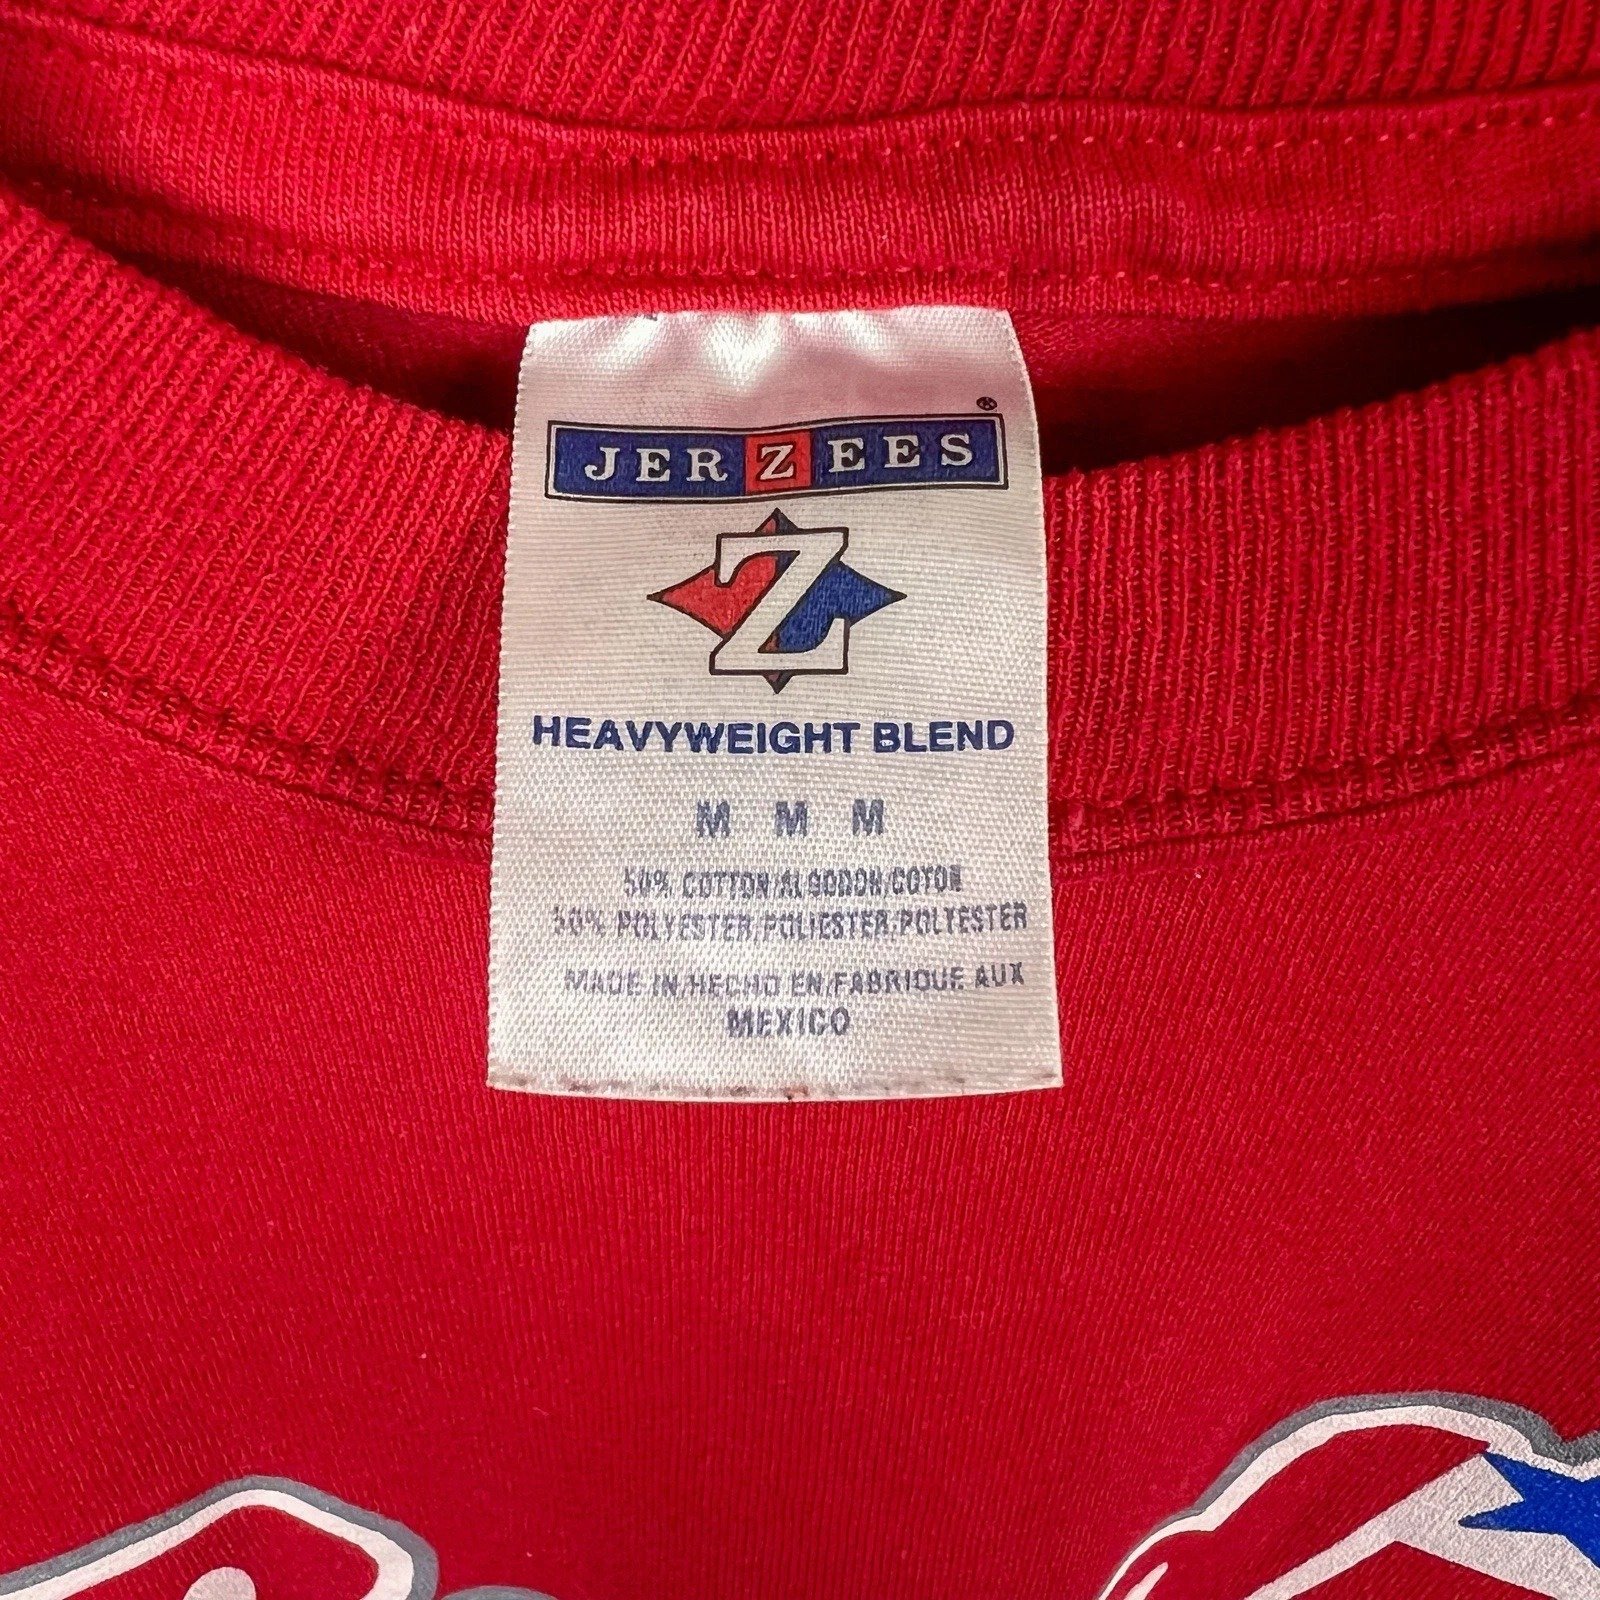 JERZEES®
Z
HEAVYWEIGHT BLEND
M M M
50% COTTON/ALGODON/COTON
50% POLYESTER/POLIESTER/POLYESTER
MADE IN/HECHO EN/FABRIQUE AUX
MEXICO